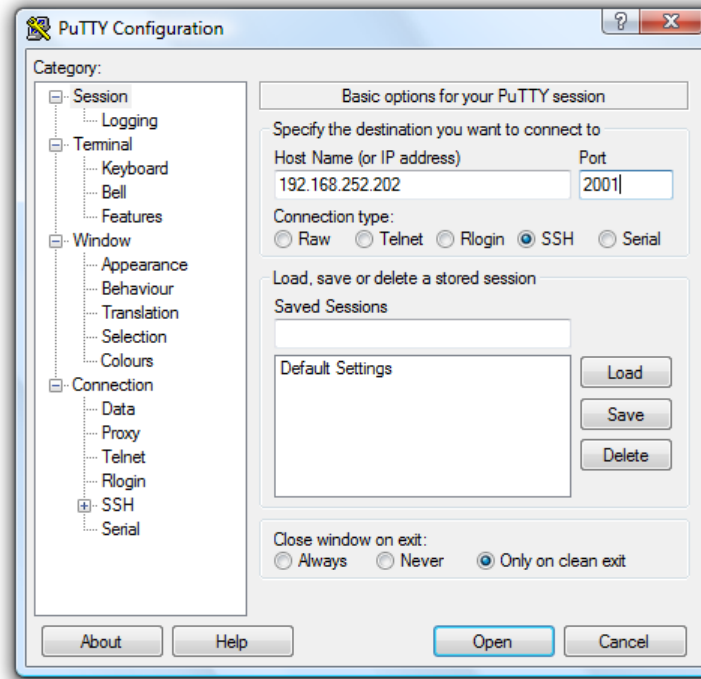 PuTTY Configuration
?
X
Category:
Session
Logging
Terminal
Keyboard
Bell
Features
Window
Appearance
Behaviour
Translation
Selection
Colours
Connection
Data
Proxy
Telnet
Rlogin
SSH
Serial
Basic options for your PuTTY session
Specify the destination you want to connect to
Host Name (or IP address) Port
192.168.252.202 2001
Connection type:
Raw Telnet Rlogin SSH Serial
Load, save or delete a stored session
Saved Sessions
Default Settings
Load
Save
Delete
Close window on exit:
Always Never Only on clean exit
About Help Open Cancel